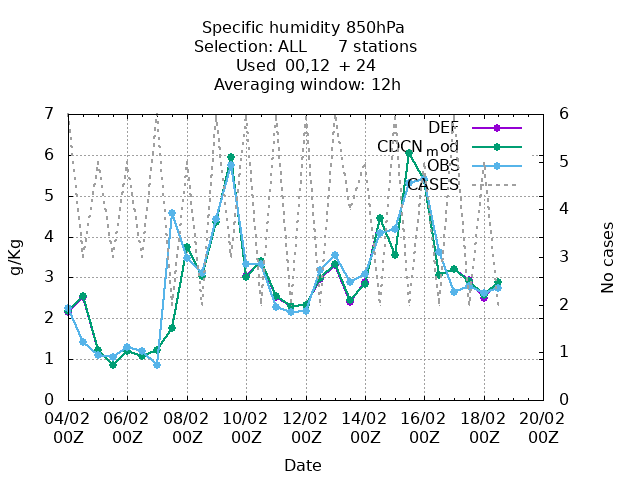 Specific humidity 850hPa
Selection: ALL 7 stations
Used 00,12 + 24
Averaging window: 12h
7 6
DEF
CDCN_mod
6 5
OBS
CASES
5 4
4 3
3 2
2 1
1 0
0
g/Kg
No cases
04/02 06/02 08/02 10/02 12/02 14/02 16/02 18/02 20/02
00Z 00Z 00Z 00Z 00Z 00Z 00Z 00Z 00Z
Date